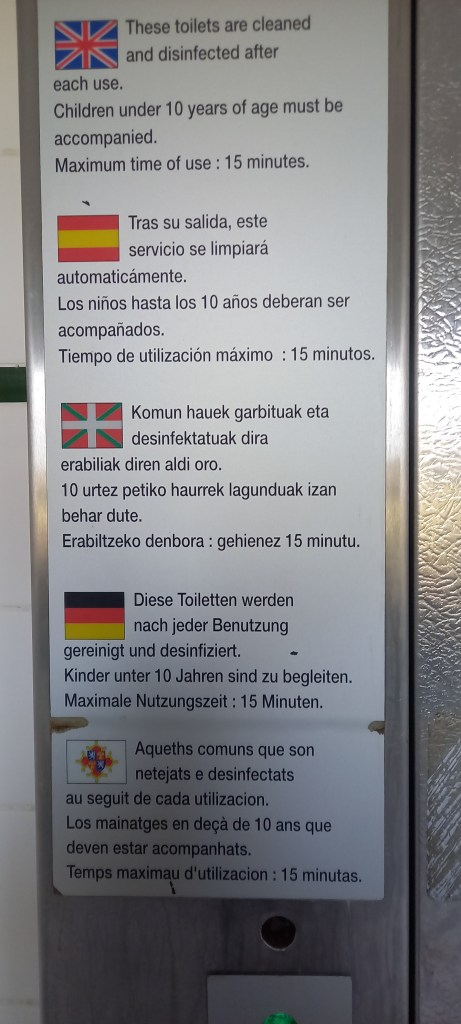 These toilets are cleaned
and disinfected after
each use.
Children under 10 years of age must be
accompanied.
Maximum time of use : 15 minutes.
Tras su salida, este
servicio se limpiará
automaticámente.
Los niños hasta los 10 años deberan ser
acompañados.
Tiempo de utilización máximo : 15 minutos.
Komun hauek garbituak eta
desinfektatuak dira
erabiliak diren aldi oro.
10 urtez petiko haurrek lagunduak izan
behar dute.
Erabiltzeko denbora : gehienez 15 minutu.
Diese Toiletten werden
nach jeder Benutzung
gereinigt und desinfiziert.
Kinder unter 10 Jahren sind zu begleiten.
Maximale Nutzungszeit : 15 Minuten.
Aqueths comuns que son
netejats e desinfectats
au seguit de cada utilizacion.
Los mainatges en deçà de 10 ans que
deven estar acompanhats.
Temps maximau d'utilizacion : 15 minutas.